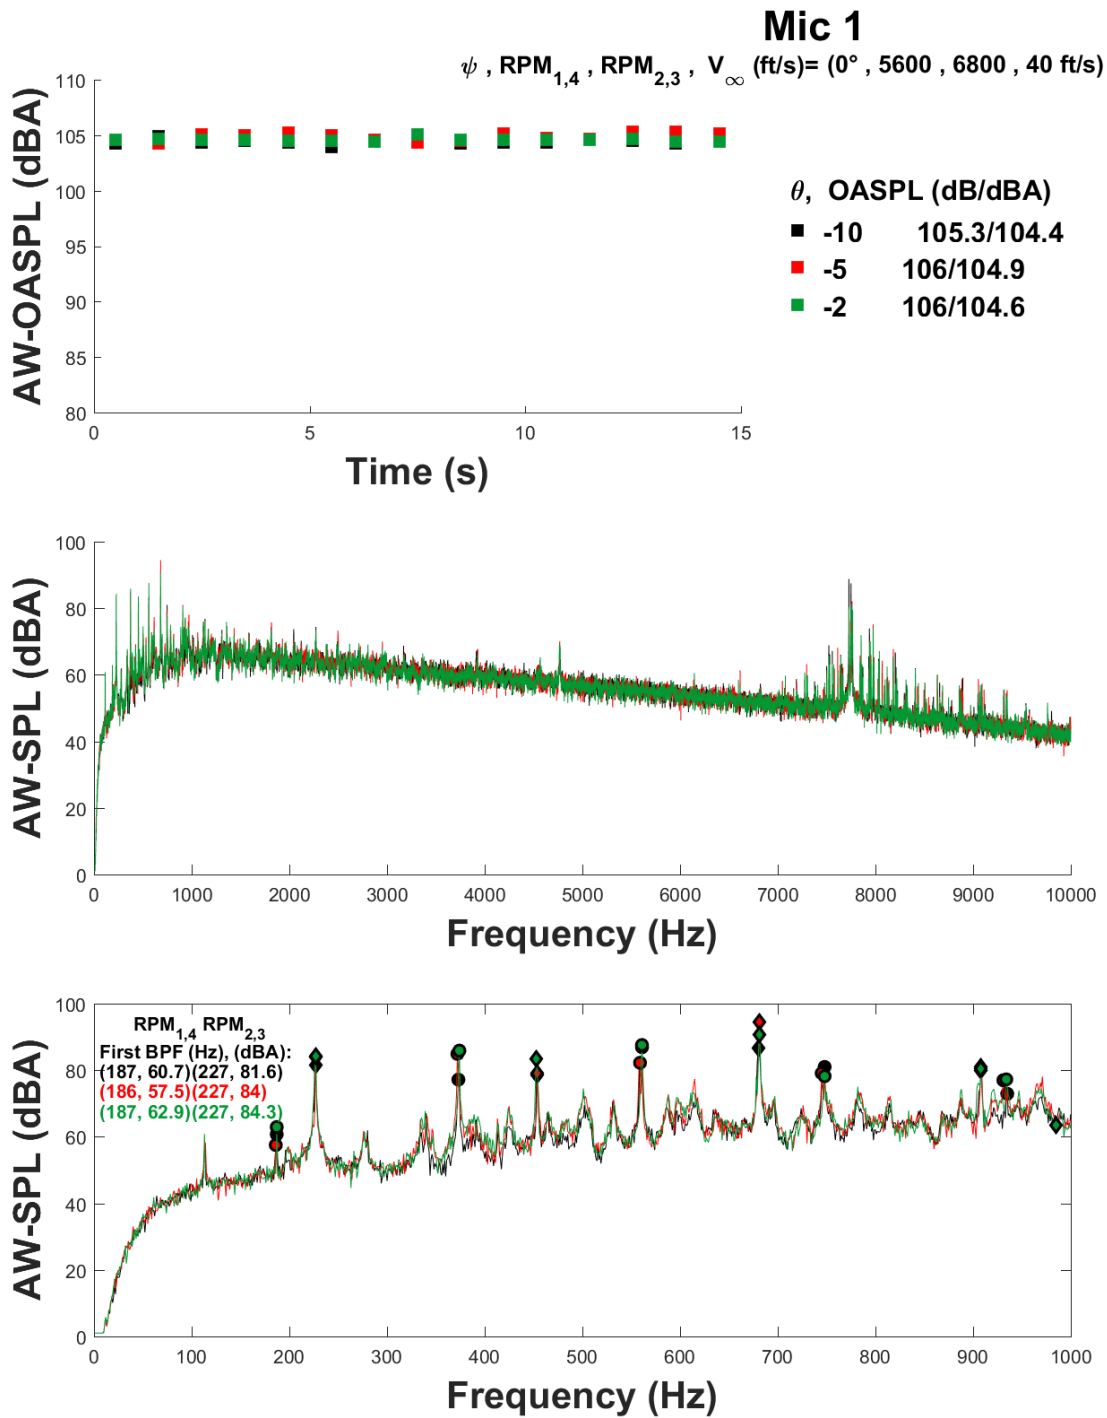 Mic 1
ψ , RPM1,4 , RPM2,3 , V∞ (ft/s)= (0° , 5600 , 6800 , 40 ft/s)
110
105
100
95
90
85
80
AW-OASPL (dBA)
0 5 10 15
Time (s)
θ, OASPL (dB/dBA)
-10 105.3/104.4
-5 106/104.9
-2 106/104.6
100
80
60
40
20
0
AW-SPL (dBA)
0 1000 2000 3000 4000 5000 6000 7000 8000 9000 10000
Frequency (Hz)
100
80
60
40
20
0
AW-SPL (dBA)
RPM1,4 RPM2,3
First BPF (Hz), (dBA):
(187, 60.7)(227, 81.6)
(186, 57.5)(227, 84)
(187, 62.9)(227, 84.3)
0 100 200 300 400 500 600 700 800 900 1000
Frequency (Hz)